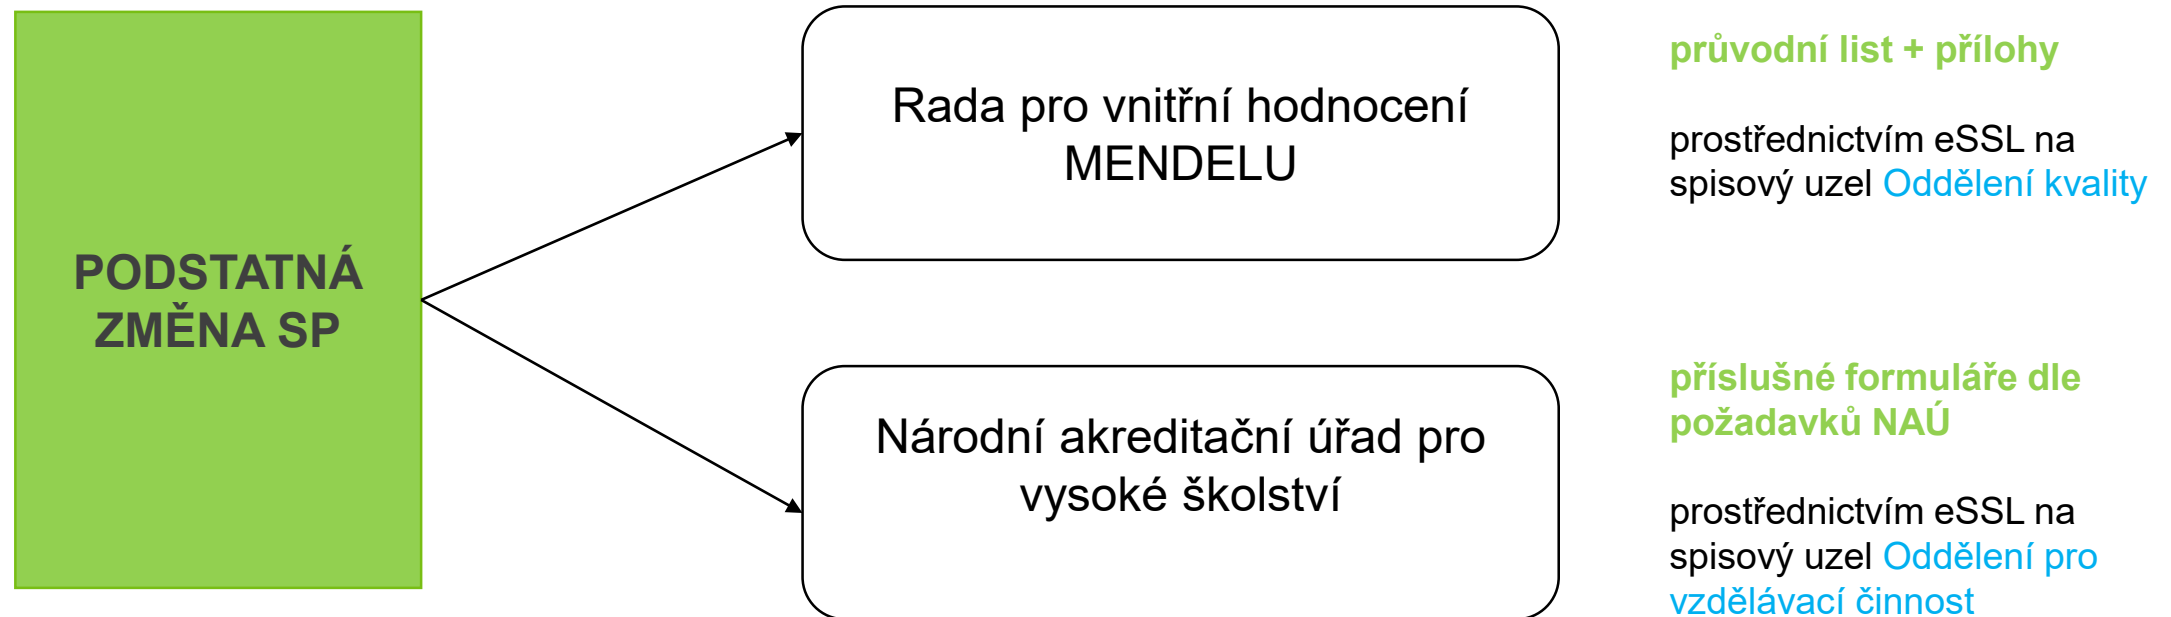 PODSTATNÁ
ZMĚNA SP
Rada pro vnitřní hodnocení
MENDELU
průvodní list + přílohy
prostřednictvím eSSL na
spisový uzel Oddělení kvality
Národní akreditační úřad pro
vysoké školství
příslušné formuláře dle
požadavků NAÚ
prostřednictvím eSSL na
spisový uzel Oddělení pro
vzdělávací činnost